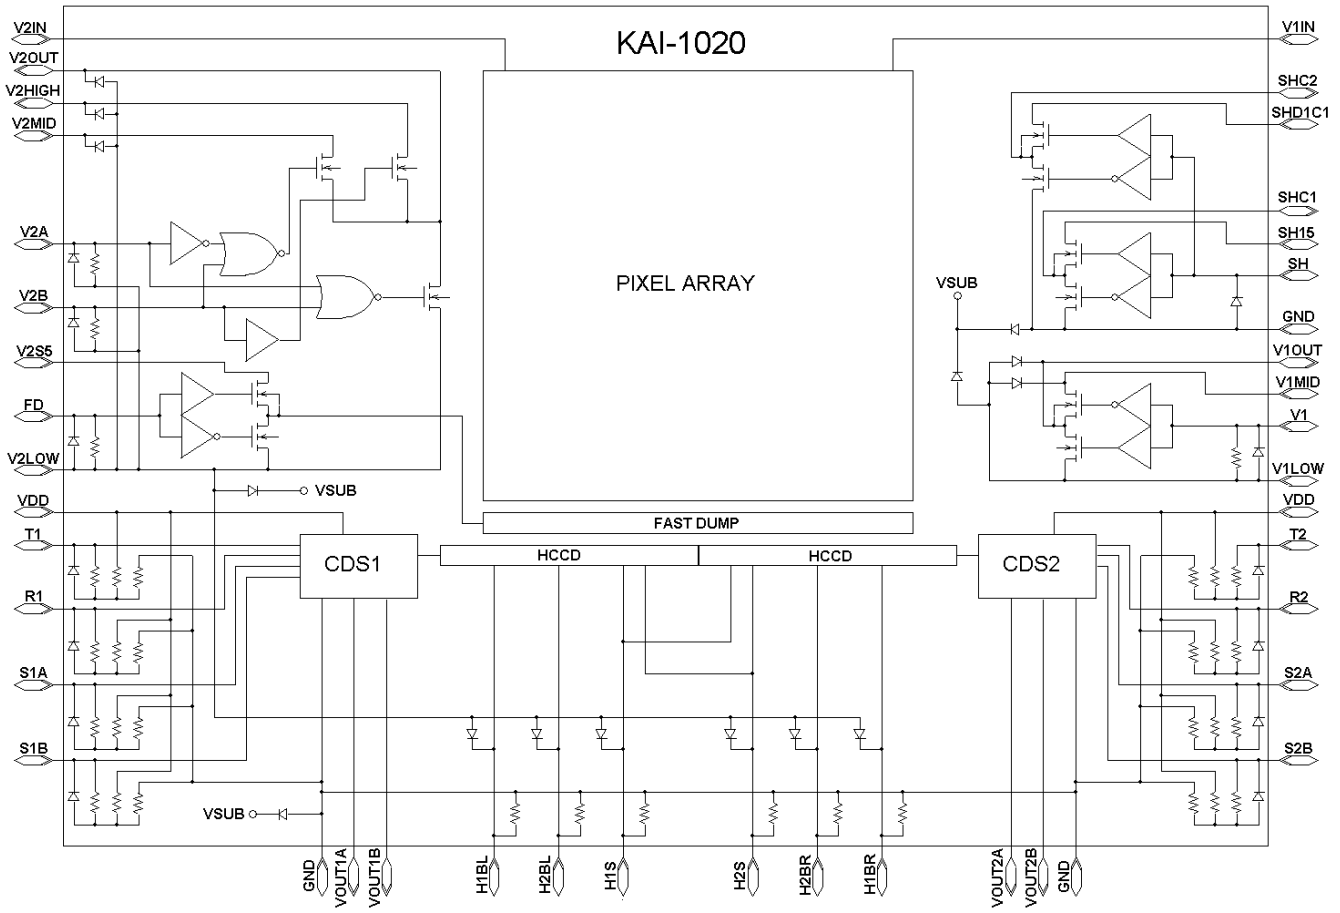 KAI-1020
V2IN
V2OUT
V2HIGH
V2MID
V2A
V2B
V2S5
FD
V2LOW
VDD
T1
R1
S1A
S1B
V1IN
SHC2
SHD1C1
SHC1
SH15
SH
GND
V1OUT
V1MID
V1
V1LOW
VDD
T2
R2
S2A
S2B
PIXEL ARRAY
VSUB
VSUB
FAST DUMP
HCCD
HCCD
CDS1
CDS2
VSUB
GND
VOUT1A
VOUT1B
H1BL
H2BL
H1S
H2S
H2BR
H1BR
VOUT2A
VOUT2B
GND